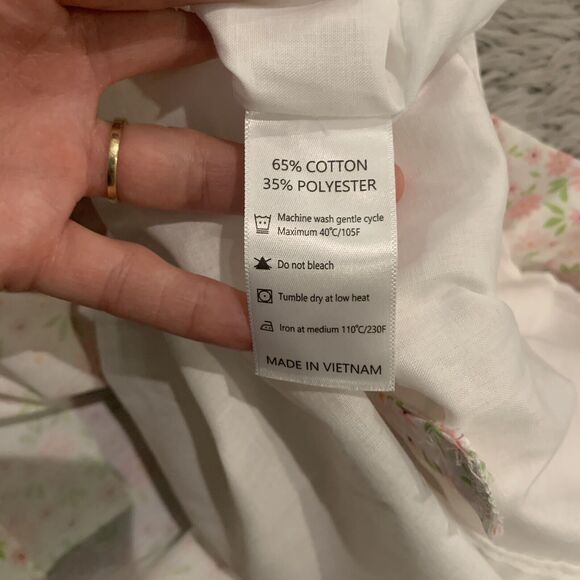 65% COTTON
35% POLYESTER
Machine wash gentle cycle
Maximum 40℃/105F
Do not bleach
Tumble dry at low heat
Iron at medium 110℃/230F
MADE IN VIETNAM